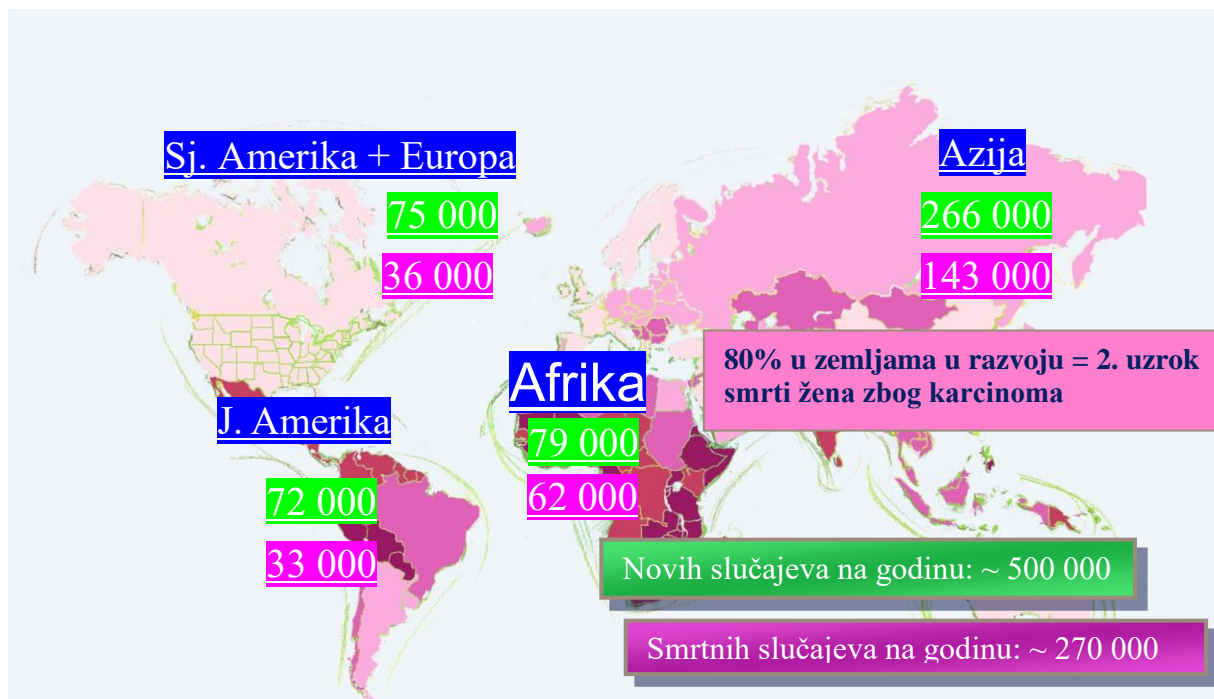 Sj. Amerika + Europa
75 000
36 000
Azija
266 000
143 000
80% u zemljama u razvoju = 2. uzrok
smrti žena zbog karcinoma
Afrika
79 000
62 000
J. Amerika
72 000
33 000
Novih slučajeva na godinu: ~ 500 000
Smrtnih slučajeva na godinu: ~ 270 000